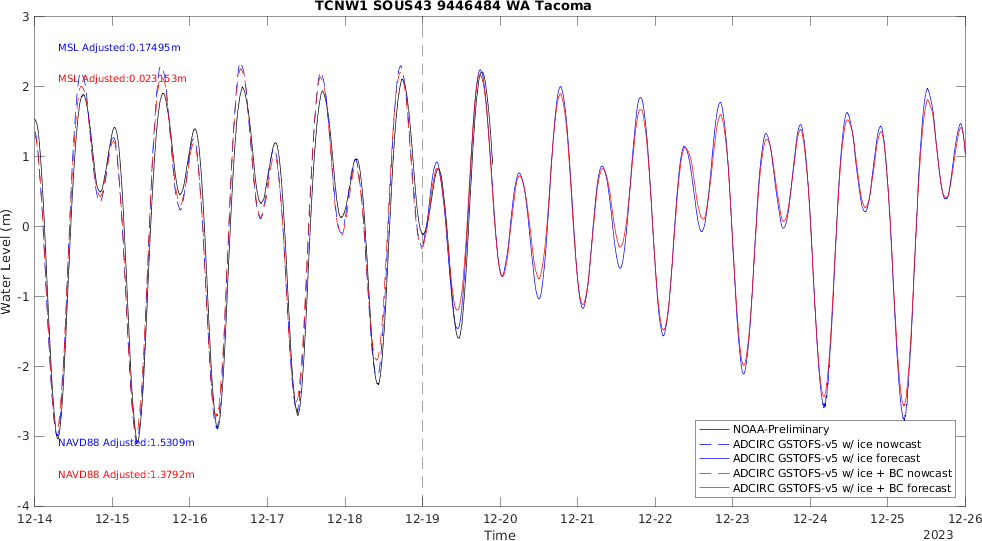 TCNW1 SOUS43 9446484 WA Tacoma
3
2
1
0
-1
-2
-3
-4
Water Level (m)
MSL Adjusted:0.17495m
MSL Adjusted:0.023153m
NAVD88 Adjusted:1.5309m
NAVD88 Adjusted:1.3792m
NOAA-Preliminary
ADCIRC GSTOFS-v5 w/ ice nowcast
ADCIRC GSTOFS-v5 w/ ice forecast
ADCIRC GSTOFS-v5 w/ ice + BC nowcast
ADCIRC GSTOFS-v5 w/ ice + BC forecast
12-14 12-15 12-16 12-17 12-18 12-19 12-20 12-21 12-22 12-23 12-24 12-25 12-26
Time
2023